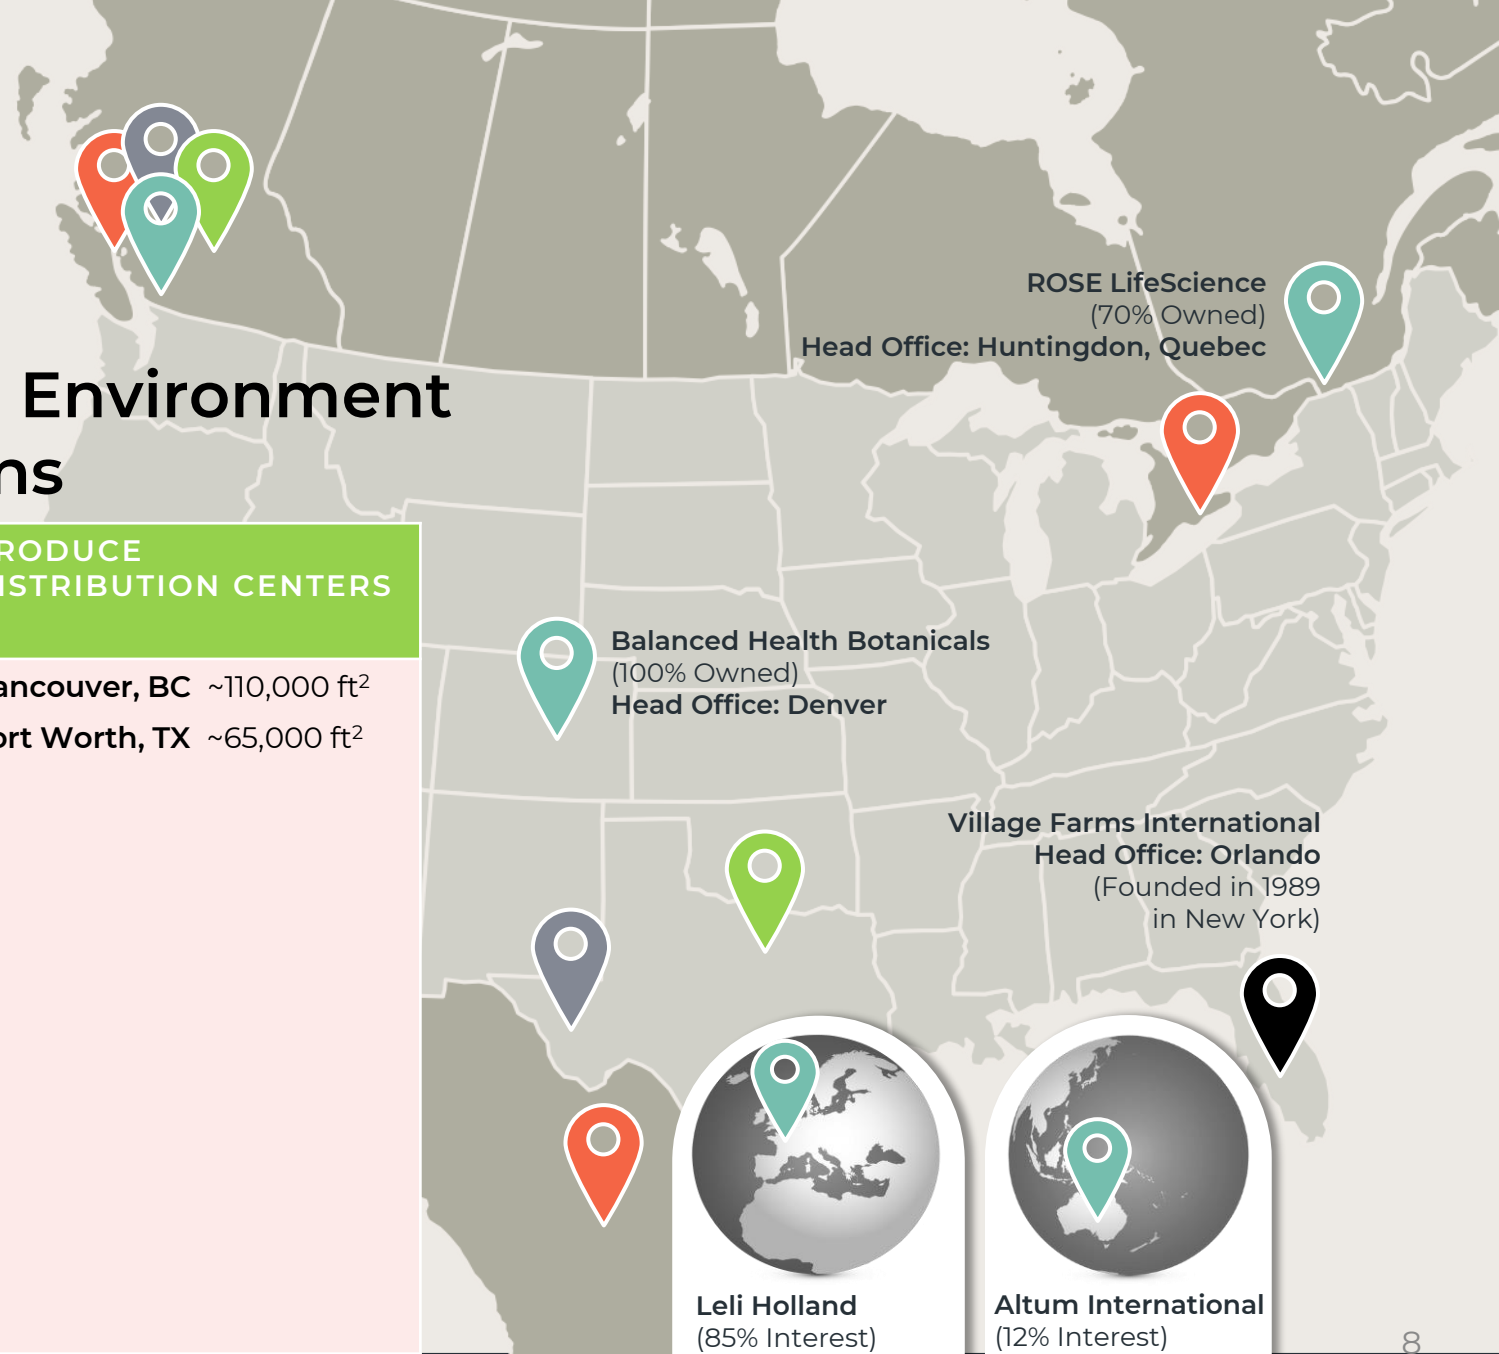 Environment
ns
RODUCE
ISTRIBUTION CENTERS
ancouver, BC ~110,000 ft²
ort Worth, TX ~65,000 ft²
ROSE LifeScience
(70% Owned)
Head Office: Huntingdon, Quebec
Balanced Health Botanicals
(100% Owned)
Head Office: Denver
Village Farms International
Head Office: Orlando
(Founded in 1989
in New York)
Leli Holland
(85% Interest)
Altum International
(12% Interest)
8